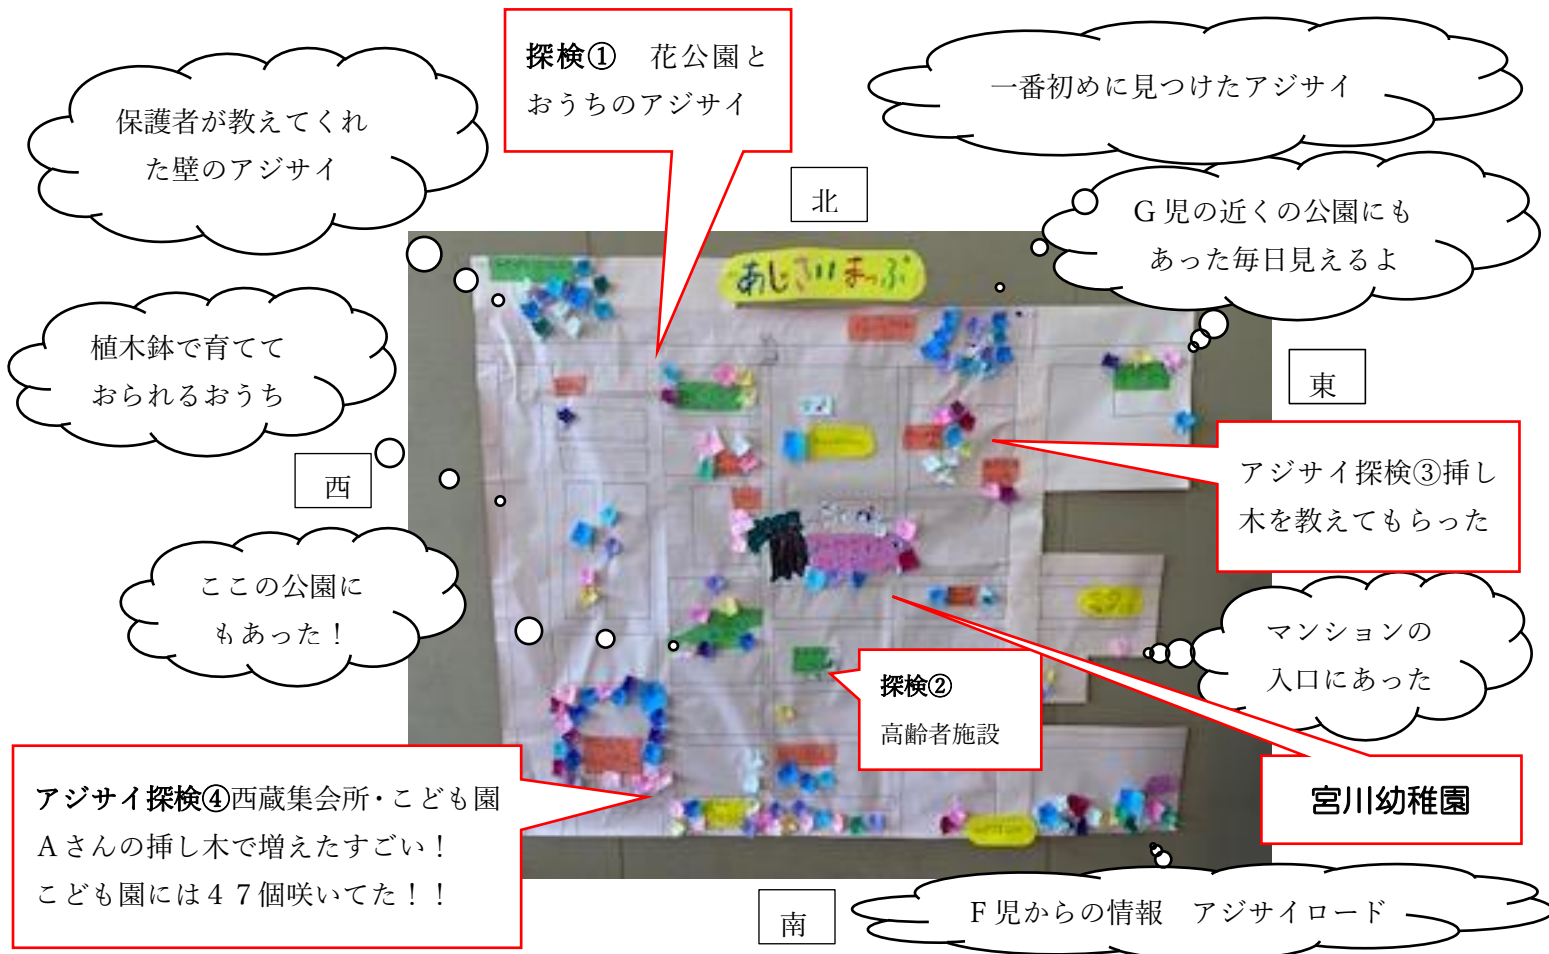 探検① 花公園と
おうちのアジサイ
一番初めに見つけたアジサイ
保護者が教えてくれ
た壁のアジサイ
北
G 児の近くの公園にも
あった毎日見えるよ
あじさいまっぷ
植木鉢で育てて
おられるおうち
東
西
アジサイ探検③挿し
木を教えてもらった
ここの公園に
もあった！
マンションの
入口にあった
探検②
高齢者施設
アジサイ探検④西蔵集会所・こども園
Aさんの挿し木で増えたすごい！
こども園には４７個咲いてた！！
宮川幼稚園
南
F 児からの情報 アジサイロード